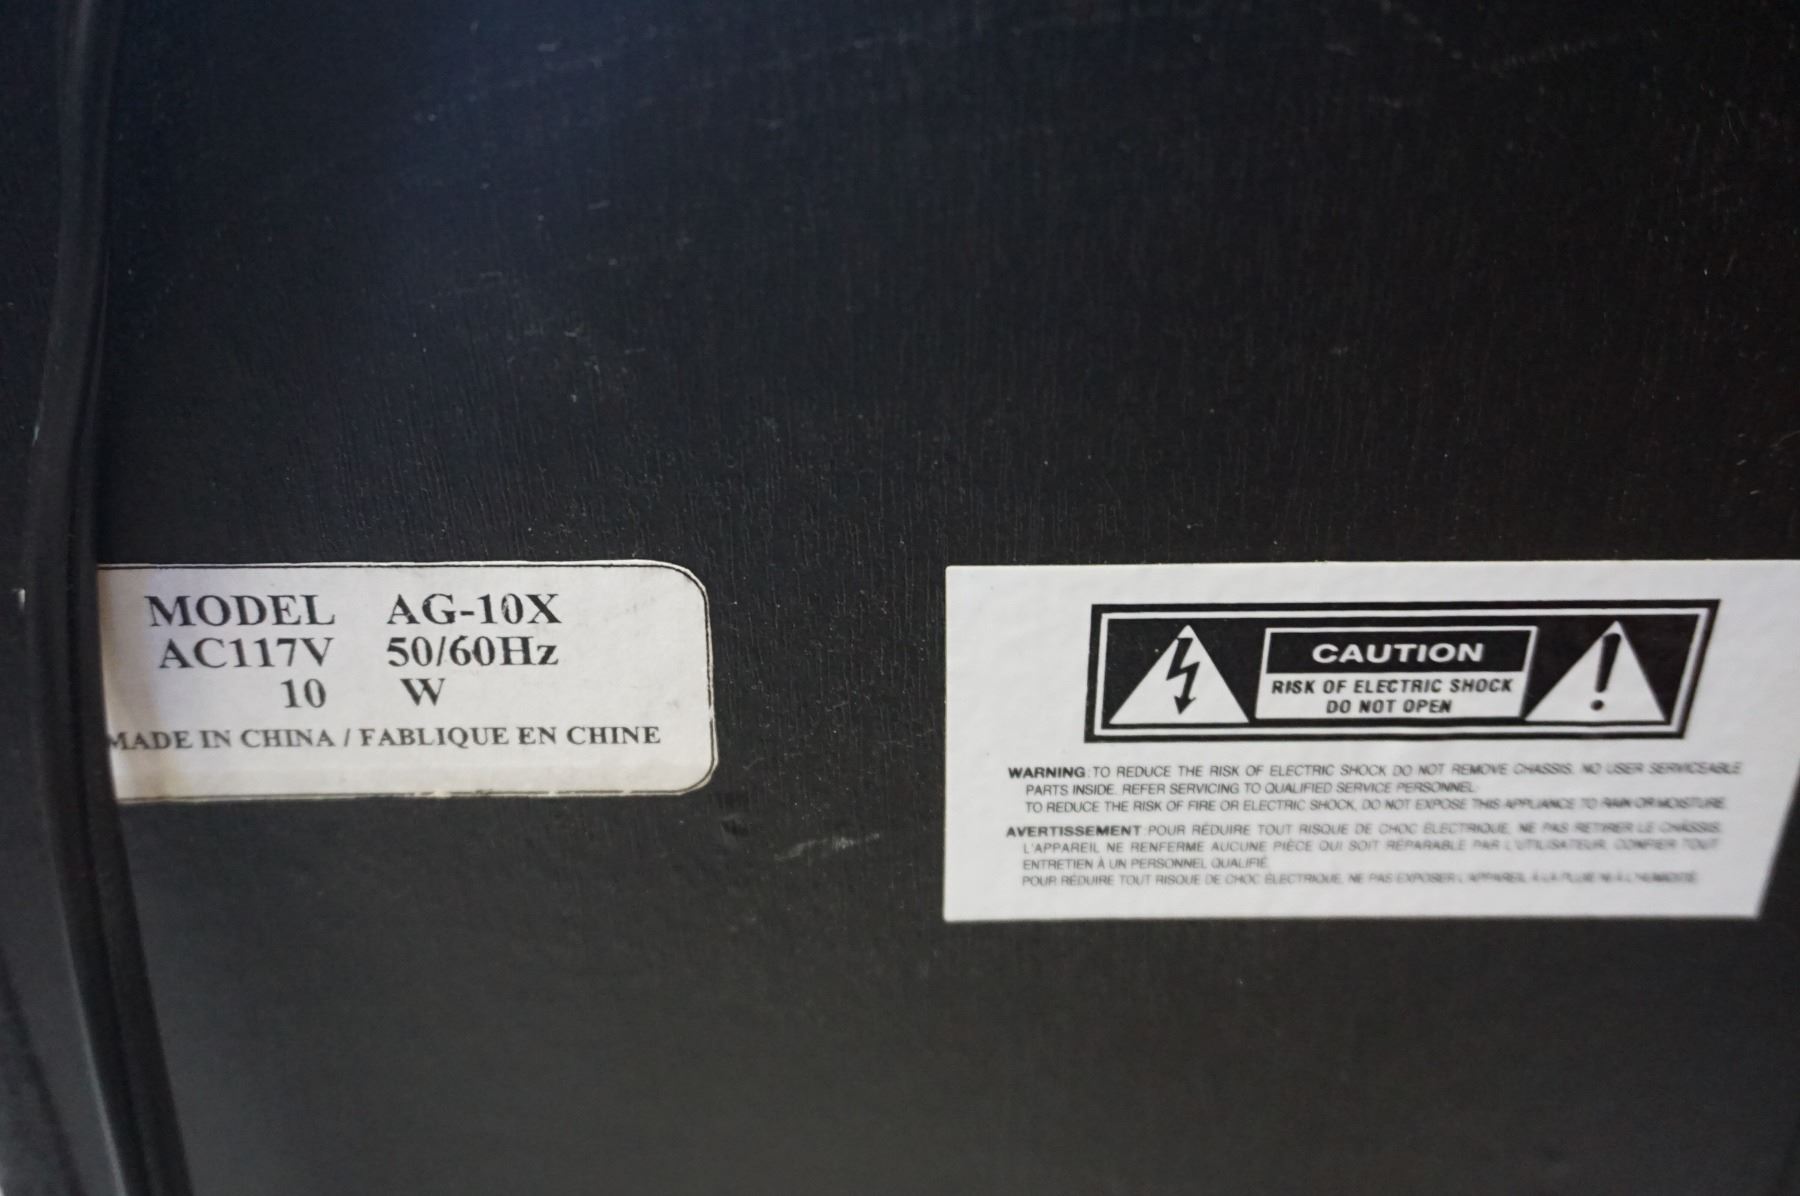 MODEL AG-10X
AC117V 50/60Hz
10 W
MADE IN CHINA / FABLIQUE EN CHINE
CAUTION
RISK OF ELECTRIC SHOCK
DO NOT OPEN
WARNING: TO REDUCE THE RISK OF ELECTRIC SHOCK DO NOT REMOVE CHASSIS. NO USER SERVICEABLE
PARTS INSIDE. REFER SERVICING TO QUALIFIED SERVICE PERSONNEL.
TO REDUCE THE RISK OF FIRE OR ELECTRIC SHOCK, DO NOT EXPOSE THIS APPLIANCE TO RAIN OR MOISTURE.
AVERTISSEMENT: POUR RÉDUIRE TOUT RISQUE DE CHOC ÉLECTRIQUE, NE PAS RETIRER LE CHÂSSIS.
L'APPAREIL NE RENFERME AUCUNE PIÈCE QUI SOIT RÉPARABLE PAR L'UTILISATEUR. CONFIER TOUT
ENTRETIEN À UN PERSONNEL QUALIFIÉ.
POUR RÉDUIRE TOUT RISQUE DE CHOC ÉLECTRIQUE, NE PAS EXPOSER L'APPAREIL À LA PLUIE NI À L'HUMIDITÉ.